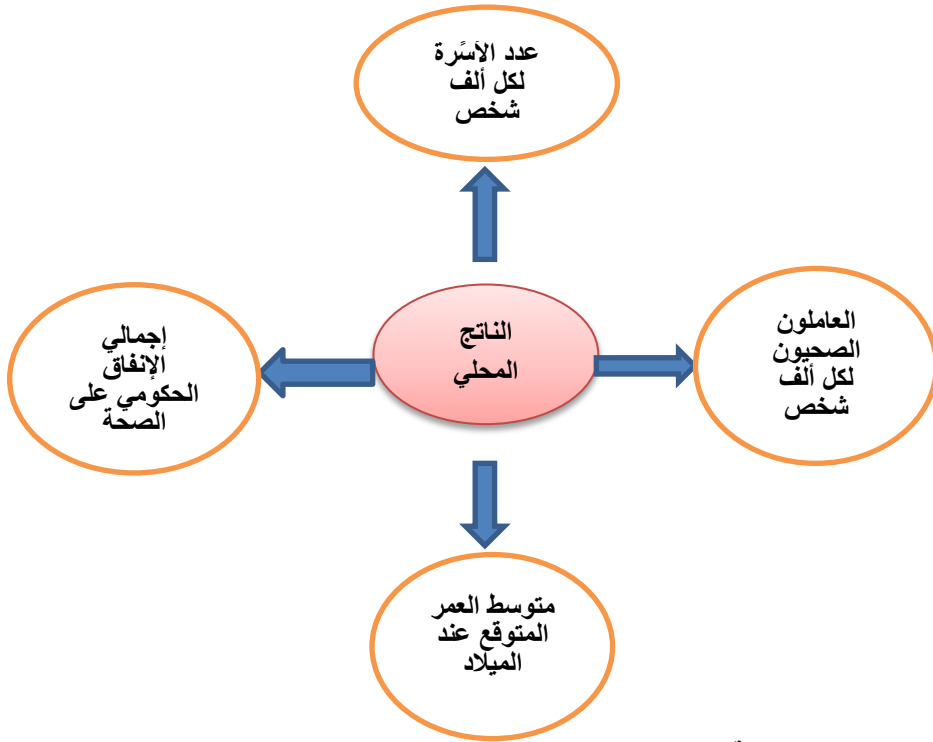 عدد الأسًرة
لكل ألف
شخص
العاملون
الصحيون
لكل ألف
شخص
الناتج
المحلي
إجمالي
الإنفاق
الحكومي على
الصحة
متوسط العمر
المتوقع عند
الميلاد